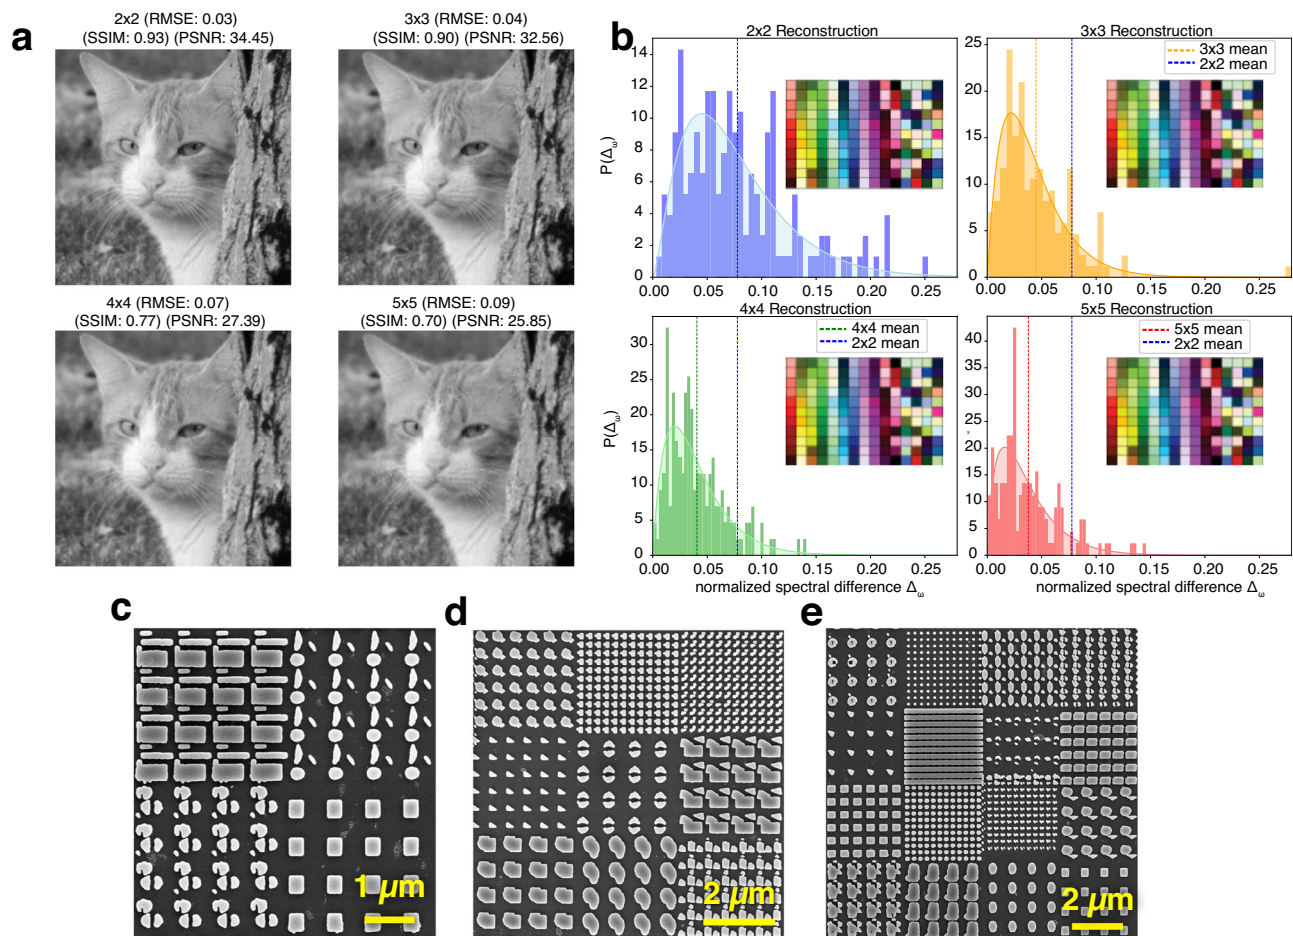 a
2x2 (RMSE: 0.03)
(SSIM: 0.93) (PSNR: 34.45)
3x3 (RMSE: 0.04)
(SSIM: 0.90) (PSNR: 32.56)
4x4 (RMSE: 0.07)
(SSIM: 0.77) (PSNR: 27.39)
5x5 (RMSE: 0.09)
(SSIM: 0.70) (PSNR: 25.85)
b
2x2 Reconstruction
P(Δω)
14
12
10
8
6
4
2
0
0.00 0.05 0.10 0.15 0.20 0.25
3x3 Reconstruction
3x3 mean
2x2 mean
25
20
15
10
5
0
0.00 0.05 0.10 0.15 0.20 0.25
4x4 Reconstruction
4x4 mean
2x2 mean
P(Δω)
30
25
20
15
10
5
0
0.00 0.05 0.10 0.15 0.20 0.25
normalized spectral difference Δω
5x5 Reconstruction
5x5 mean
2x2 mean
40
35
30
25
20
15
10
5
0
0.00 0.05 0.10 0.15 0.20 0.25
normalized spectral difference Δω
c
1 μm
d
2 μm
e
2 μm